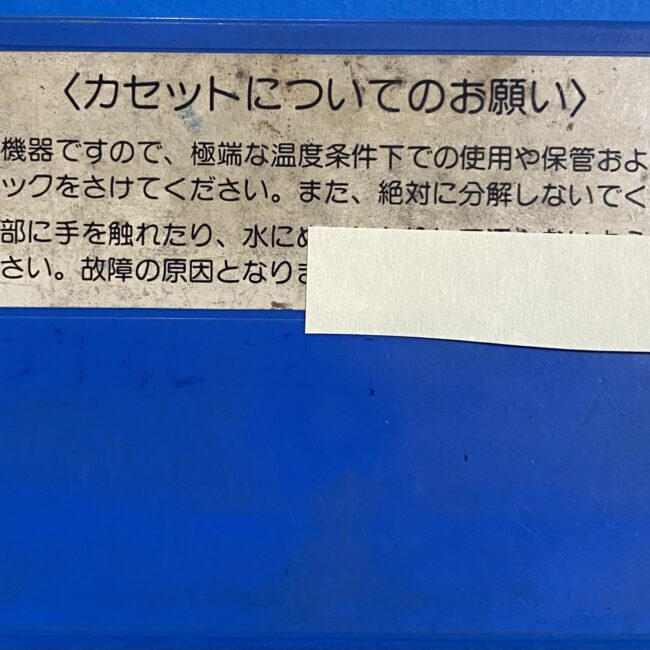 〈カセットについてのお願い〉
機器ですので、極端な温度条件下での使用や保管およ
ックをさけてください。また、絶対に分解しないでく
部に手を触れたり、水に
さい。故障の原因となりま